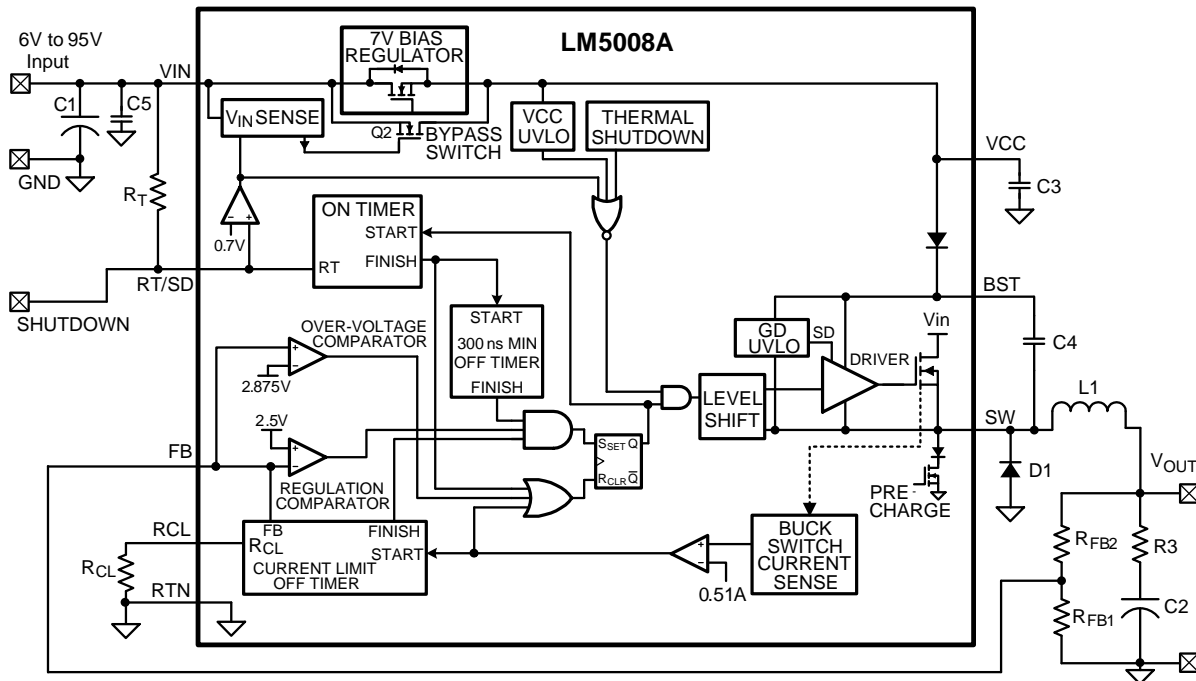 6V to 95V
Input
LM5008A
7V BIAS
REGULATOR
VIN
C1
C5
VIN SENSE
Q2
BYPASS
SWITCH
VCC
UVLO
THERMAL
SHUTDOWN
VCC
C3
GND
RT
-
+
0.7V
ON TIMER
START
RT
FINISH
RT/SD
SHUTDOWN
BST
START
300 ns MIN
OFF TIMER
FINISH
OVER-VOLTAGE
COMPARATOR
+
-
2.875V
GD
UVLO
SD
Vin
DRIVER
C4
LEVEL
SHIFT
L1
SW
2.5V
FB
+
-
REGULATION
COMPARATOR
SSET Q
RCLR Q̅
D1
VOUT
PRE -
CHARGE
RCL
FB
FINISH
RCL
START
CURRENT LIMIT
OFF TIMER
+
-
0.51A
BUCK
SWITCH
CURRENT
SENSE
RFB2
R3
RCL
RTN
RFB1
C2